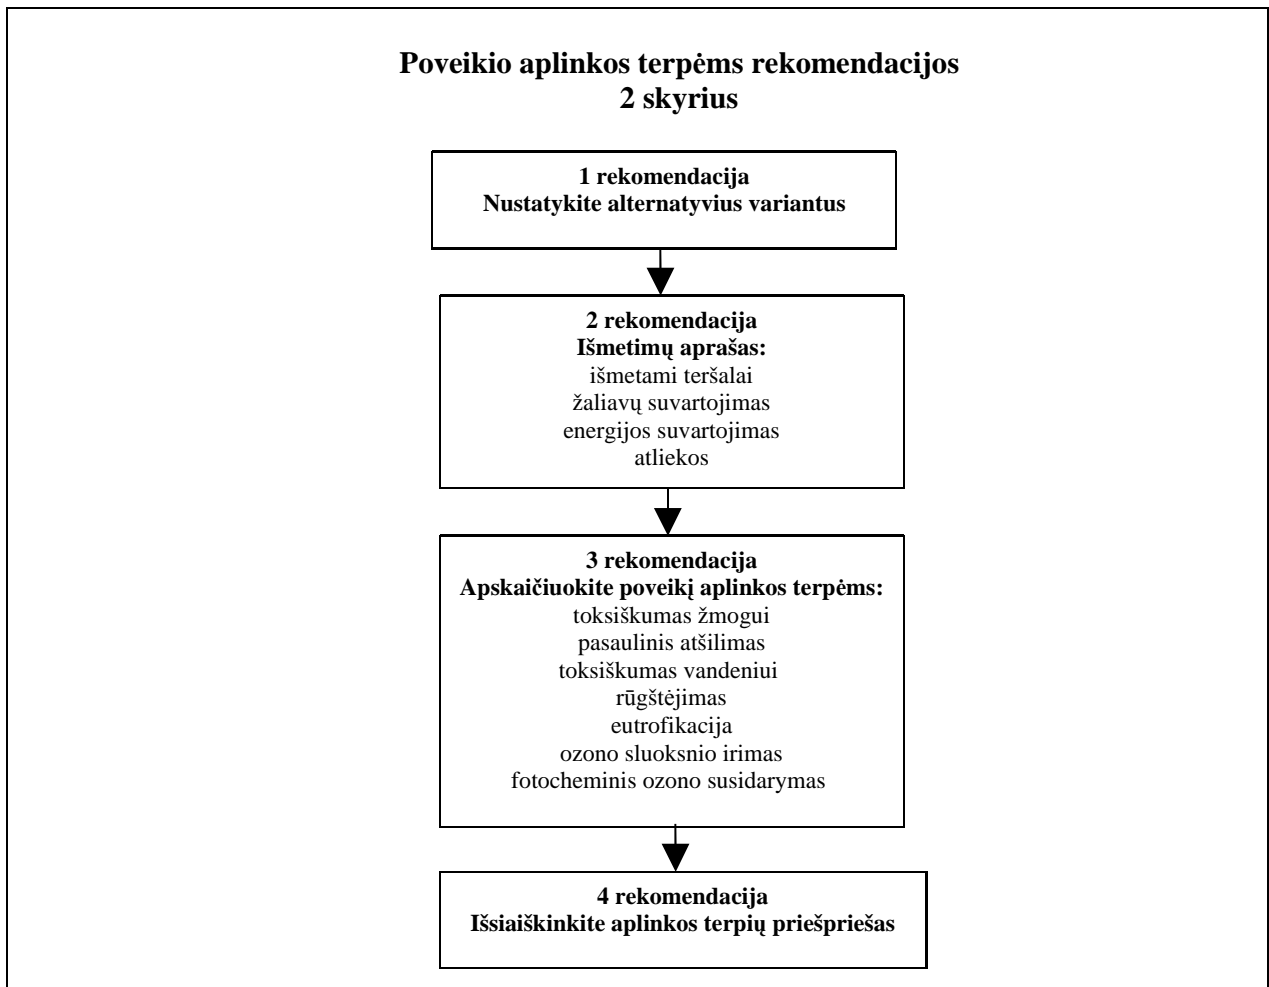 Poveikio aplinkos terpėms rekomendacijos
2 skyrius
1 rekomendacija
Nustatykite alternatyvius variantus
2 rekomendacija
Išmetimų aprašas:
išmetami teršalai
žaliavų suvartojimas
energijos suvartojimas
atliekos
3 rekomendacija
Apskaičiuokite poveikį aplinkos terpėms:
toksiškumas žmogui
pasaulinis atšilimas
toksiškumas vandeniui
rūgštėjimas
eutrofikacija
ozono sluoksnio irimas
fotocheminis ozono susidarymas
4 rekomendacija
Išsiaiškinkite aplinkos terpių priešpriešas